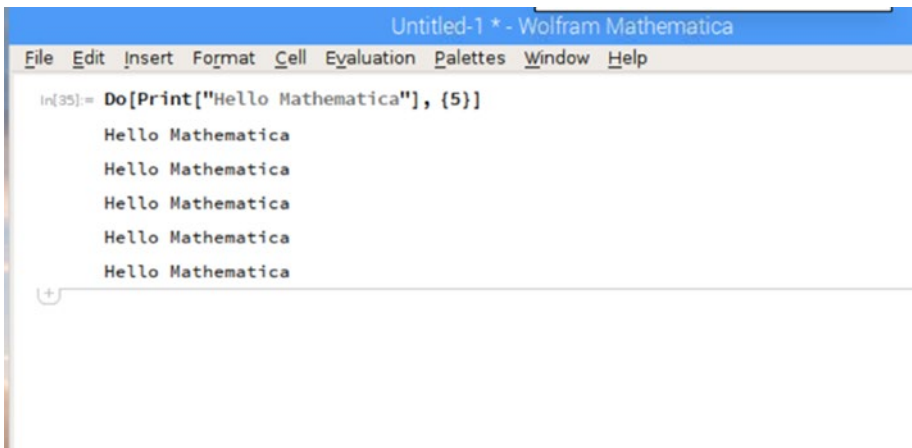 Untitled-1 * - Wolfram Mathematica
File Edit Insert Format Cell Evaluation Palettes Window Help
In[35]:= Do[Print["Hello Mathematica"], {5}]
Hello Mathematica
Hello Mathematica
Hello Mathematica
Hello Mathematica
Hello Mathematica
+